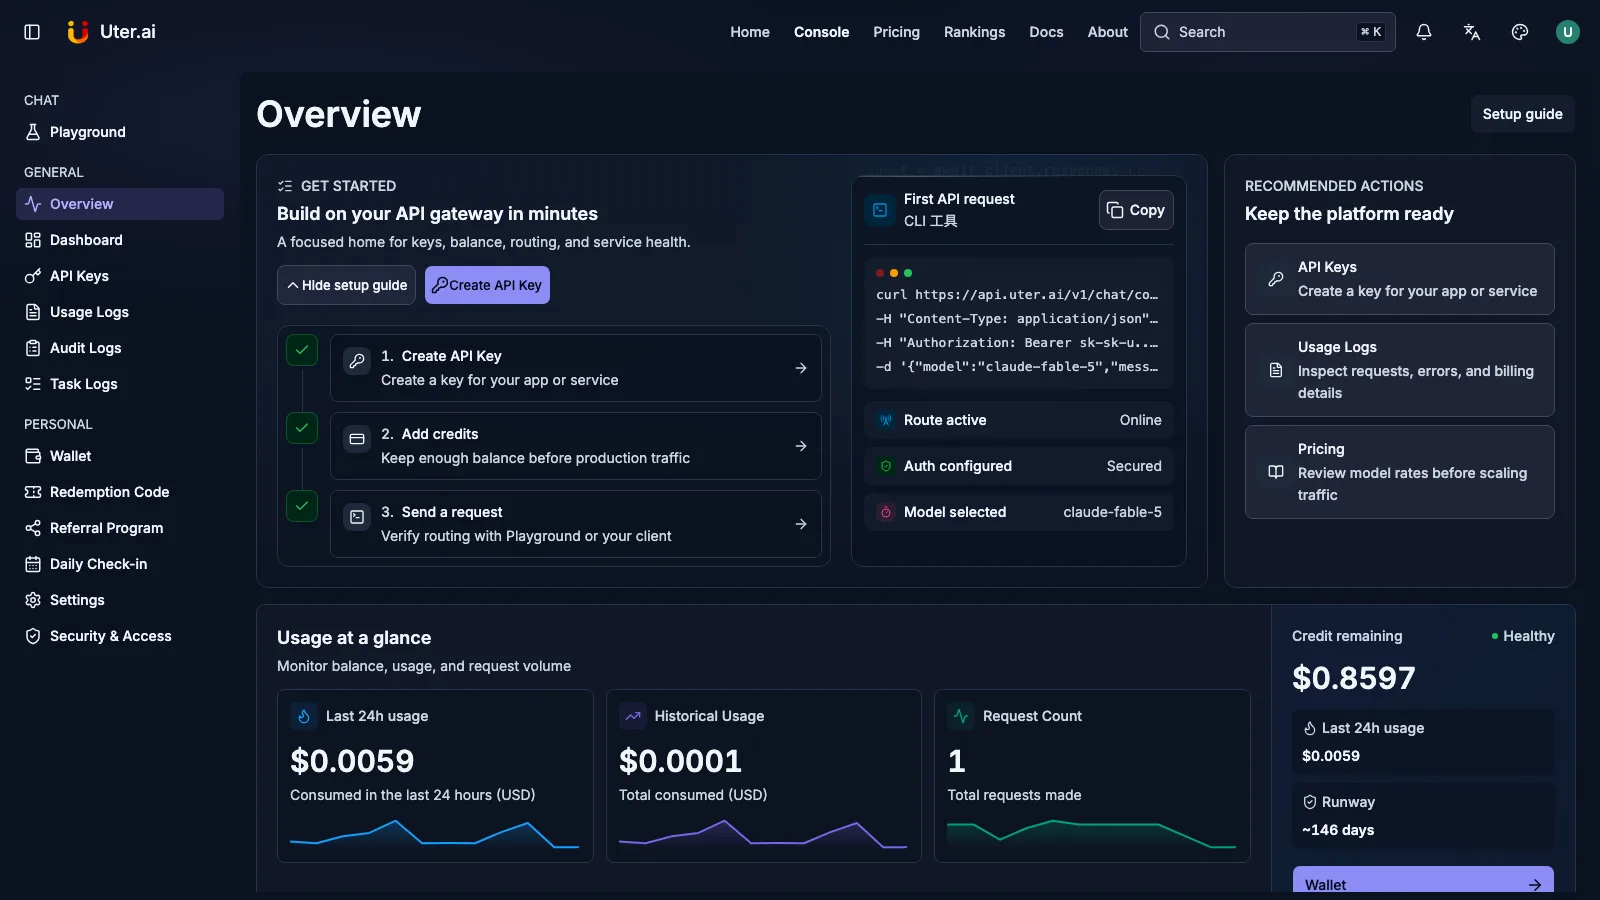 Uter.ai
Home
Console
Pricing
Rankings
Docs
About
Search
⌘ K
U
CHAT
Playground
GENERAL
Overview
Dashboard
API Keys
Usage Logs
Audit Logs
Task Logs
PERSONAL
Wallet
Redemption Code
Referral Program
Daily Check-in
Settings
Security & Access
Overview
Setup guide
GET STARTED
Build on your API gateway in minutes
A focused home for keys, balance, routing, and service health.
Hide setup guide
Create API Key
1. Create API Key
Create a key for your app or service
2. Add credits
Keep enough balance before production traffic
3. Send a request
Verify routing with Playground or your client
First API request
CLI 工具
Copy
curl https://api.uter.ai/v1/chat/co…
-H "Content-Type: application/json"…
-H "Authorization: Bearer sk-sk-u...…
-d '{"model":"claude-fable-5","mess…
Route active
Online
Auth configured
Secured
Model selected
claude-fable-5
RECOMMENDED ACTIONS
Keep the platform ready
API Keys
Create a key for your app or service
Usage Logs
Inspect requests, errors, and billing
details
Pricing
Review model rates before scaling
traffic
Usage at a glance
Monitor balance, usage, and request volume
Last 24h usage
$0.0059
Consumed in the last 24 hours (USD)
Historical Usage
$0.0001
Total consumed (USD)
Request Count
1
Total requests made
Credit remaining
Healthy
$0.8597
Last 24h usage
$0.0059
Runway
~146 days
Wallet